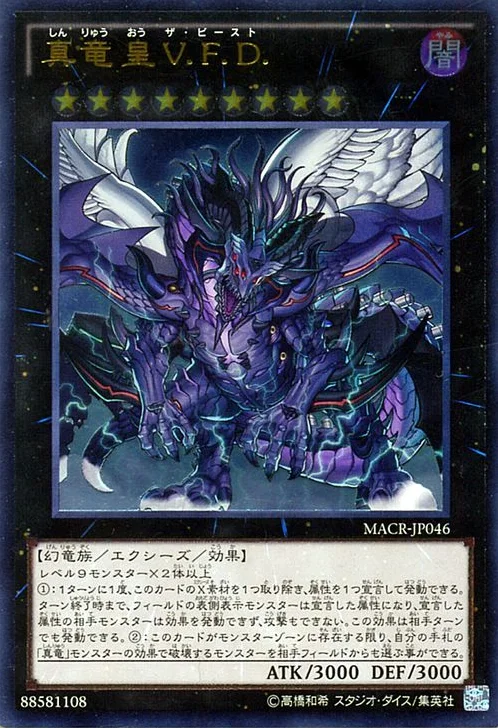 しんりゅうおう ザ・ビースト
真竜皇V.F.D.
やみ
闇
MACR-JP046
【幻竜族／エクシーズ／効果】
レベル９モンスター×２体以上
①：１ターンに１度、このカードのＸ素材を１つ取り除き、属性を１つ宣言して発動できる。
ターン終了時まで、フィールドの表側表示モンスターは宣言した属性になり、宣言した
属性の相手モンスターは効果を発動できず、攻撃もできない。この効果は相手ターン
でも発動できる。②：このカードがモンスターゾーンに存在する限り、自分の手札の
「真竜」モンスターの効果で破壊するモンスターを相手フィールドからも選ぶ事ができる。
ATK/3000 DEF/3000
88581108
©高橋和希 スタジオ・ダイス/集英社